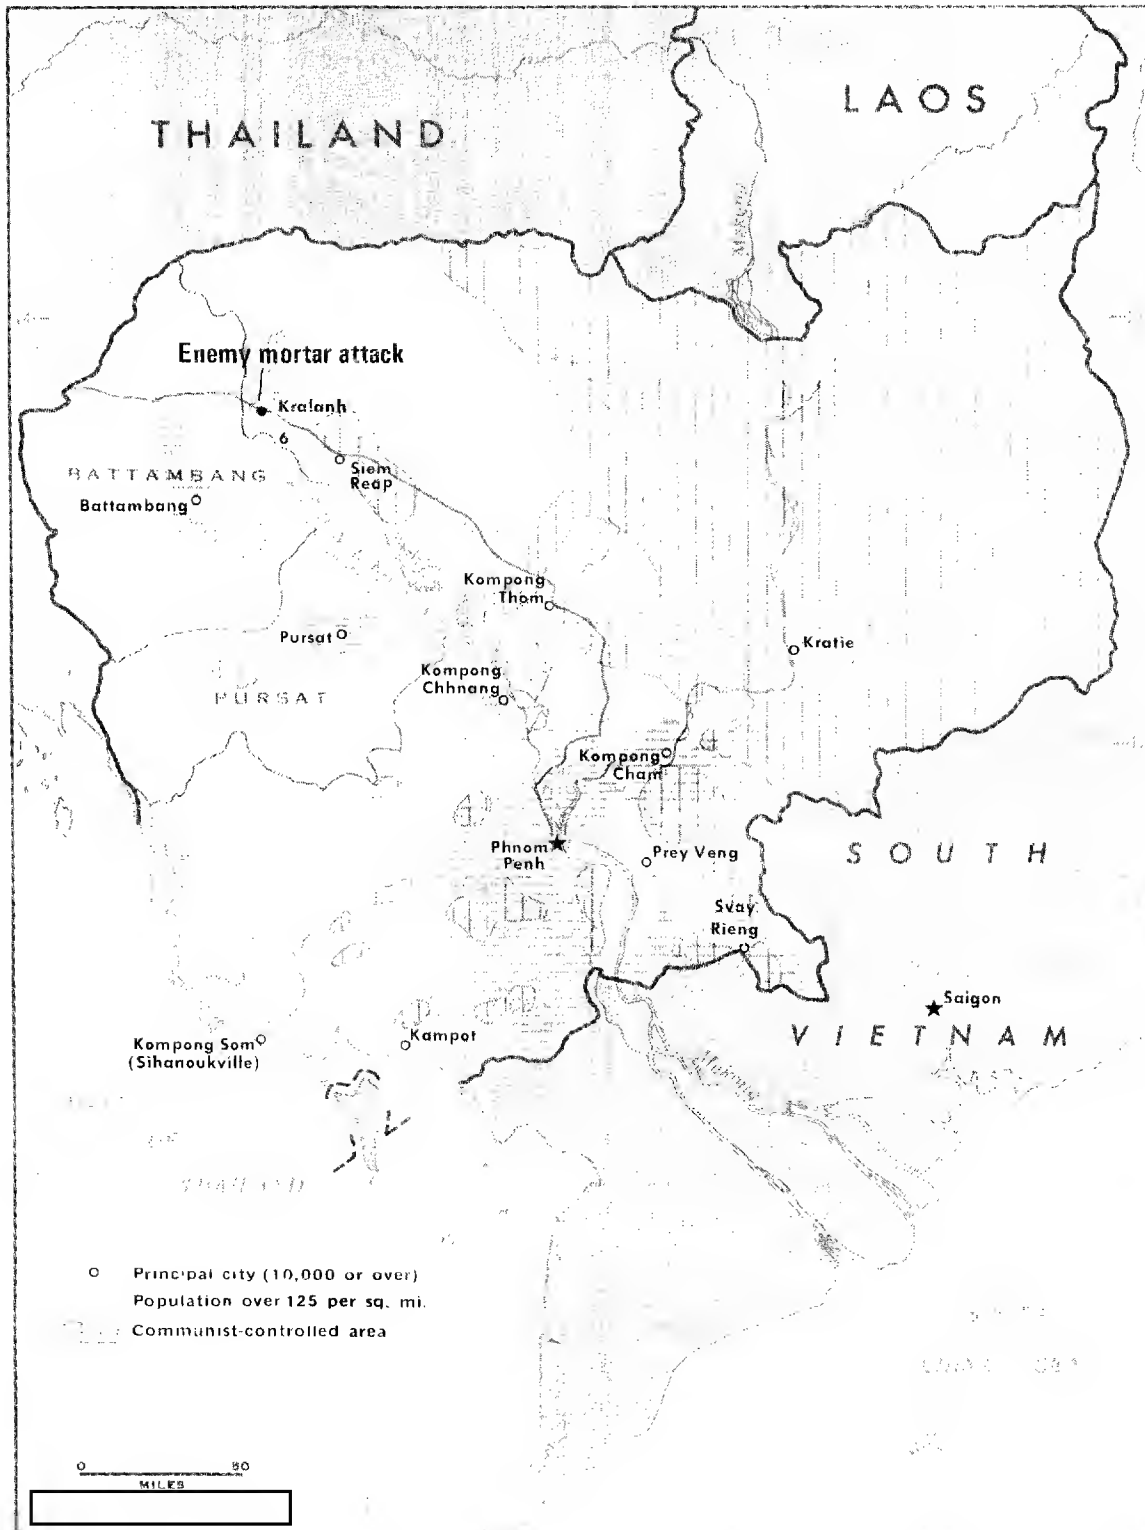 LAOS
THAILAND
Mekong
Enemy mortar attack
Kralanh
6
Siem
Reap
BATTAMBANG
Battambang
Kompong
Thom
Pursat
Kratie
Kompong
Chhnang
PURSAT
Kompong
Cham
Phnom
Penh
Prey Veng
SOUTH
Svay
Rieng
Saigon
VIETNAM
Kompong Som
(Sihanoukville)
Kampot
Mekong
Principal city (10,000 or over)
Population over 125 per sq. mi.
Communist-controlled area
0
MILES